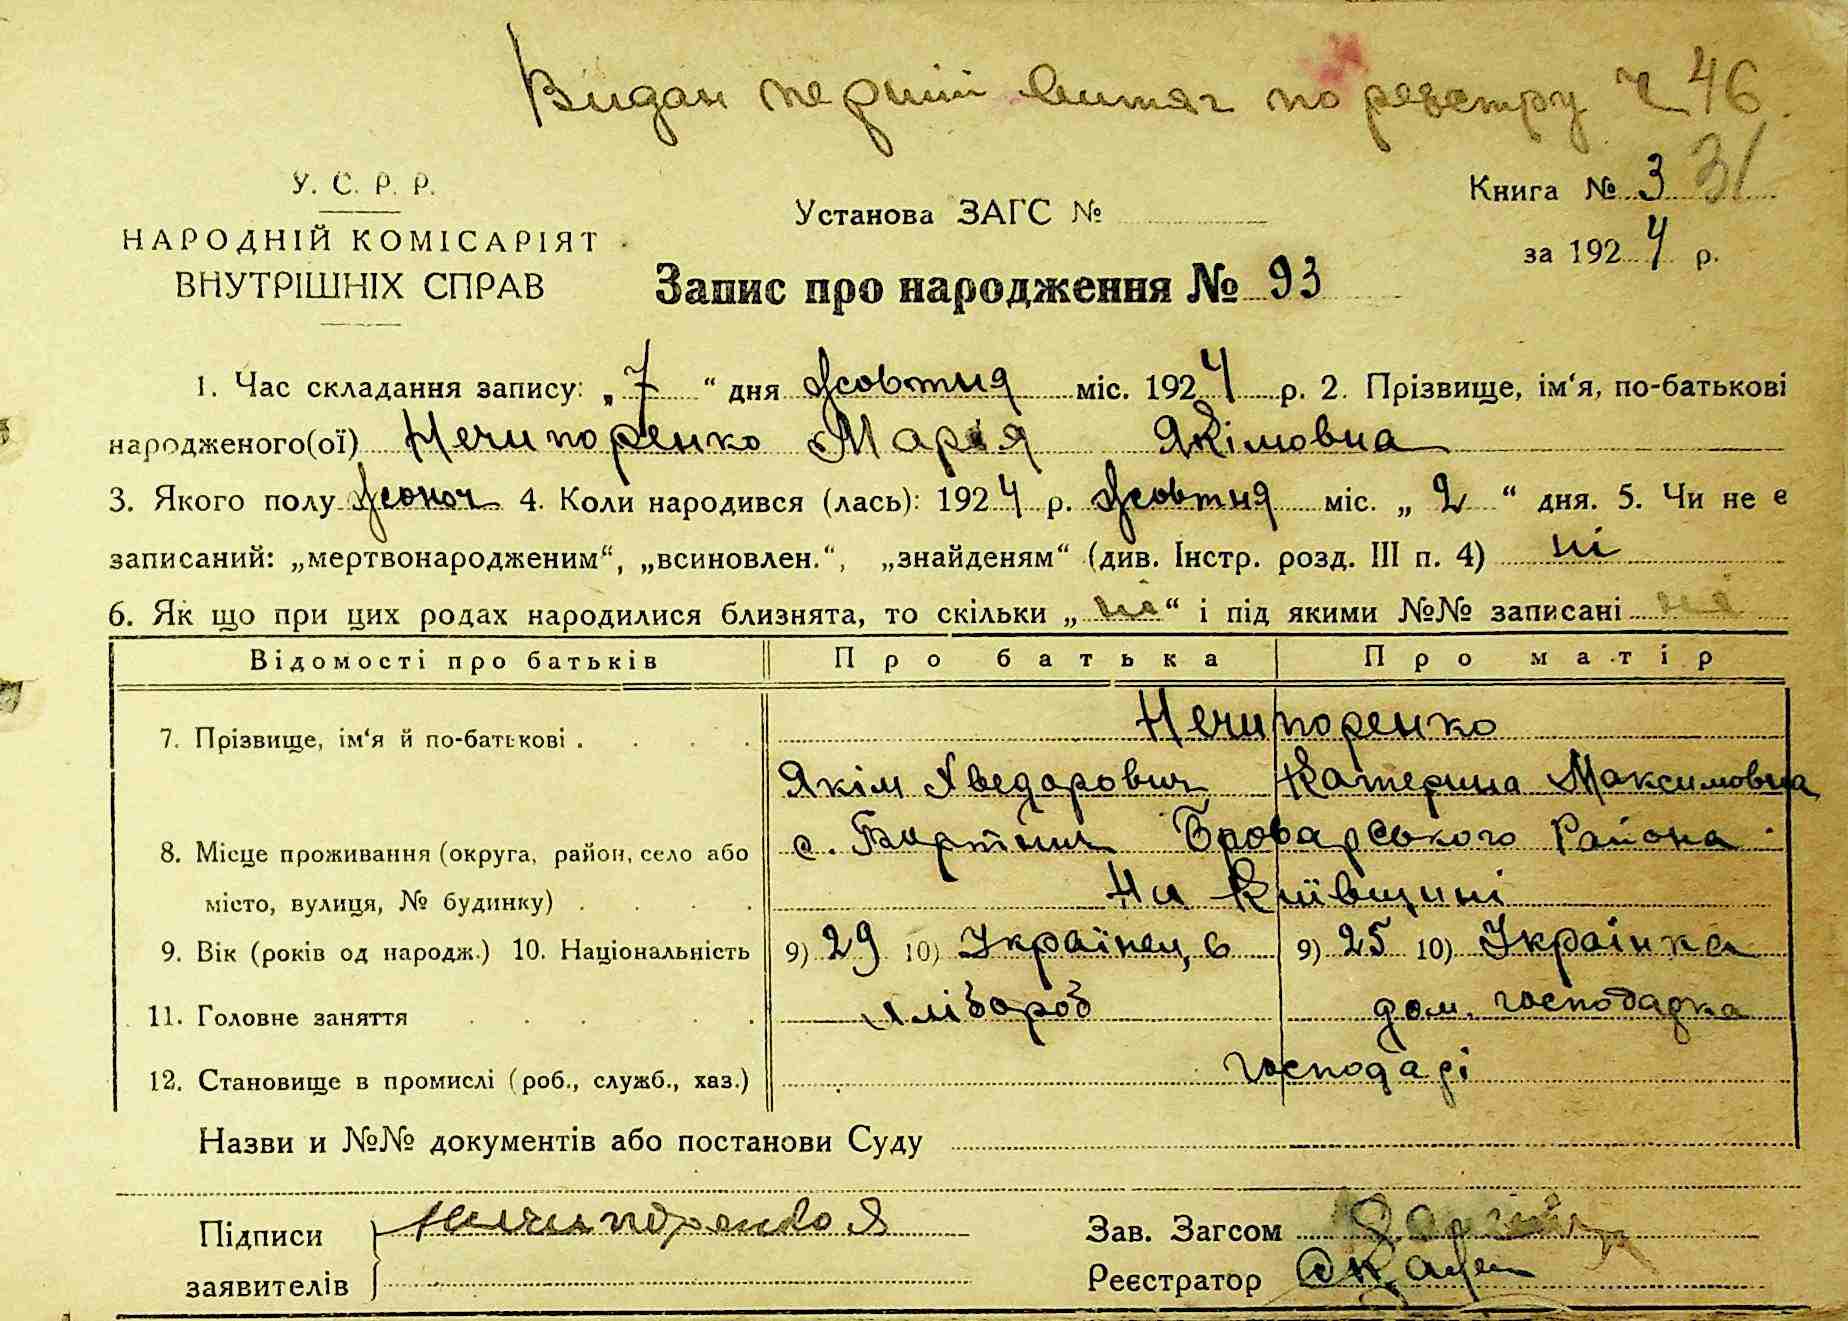 Видан перший витяг по реєстру ч 46.
31
У. С. Р. Р.
НАРОДНІЙ КОМІСАРІЯТ
ВНУТРІШНІХ СПРАВ
Установа ЗАГС №
Книга № 3
за 1924 р.
Запис про народження № 93
1. Час складання запису: „7“ дня жовтня міс. 1924 р. 2. Прізвище, ім‘я, по-батькові
народженого(ої) Нечипоренко Марія Якімовна
3. Якого полу жоноч 4. Коли народився (лась): 1924 р. жовтня міс. „2“ дня. 5. Чи не є
записаний: „мертвонародженим“, „всиновлен.“, „знайденям“ (див. Інстр. розд. III п. 4) ні
6. Як що при цих родах народилися близнята, то скільки „ні“ і під якими №№ записані ні
Відомості про батьків Про батька Про матір
7. Прізвище, ім‘я й по-батькові . . . . Нечипоренко
Якім Хведарович Катерина Максимовна
8. Місце проживання (округа, район, село або с. Бортнич Броварського Района
місто, вулиця, № будинку) . . . . На Київщині
9. Вік (років од народж.) 10. Національність 9) 29 10) Українець 9) 25 10) Українка
11. Головне заняття . . . . хлібороб дом. господарка
12. Становище в промислі (роб., служб., хаз.) господарі
Назви и №№ документів або постанови Суду
Підписи Нечипоренко Я Зав. Загсом
заявителів Реєстратор